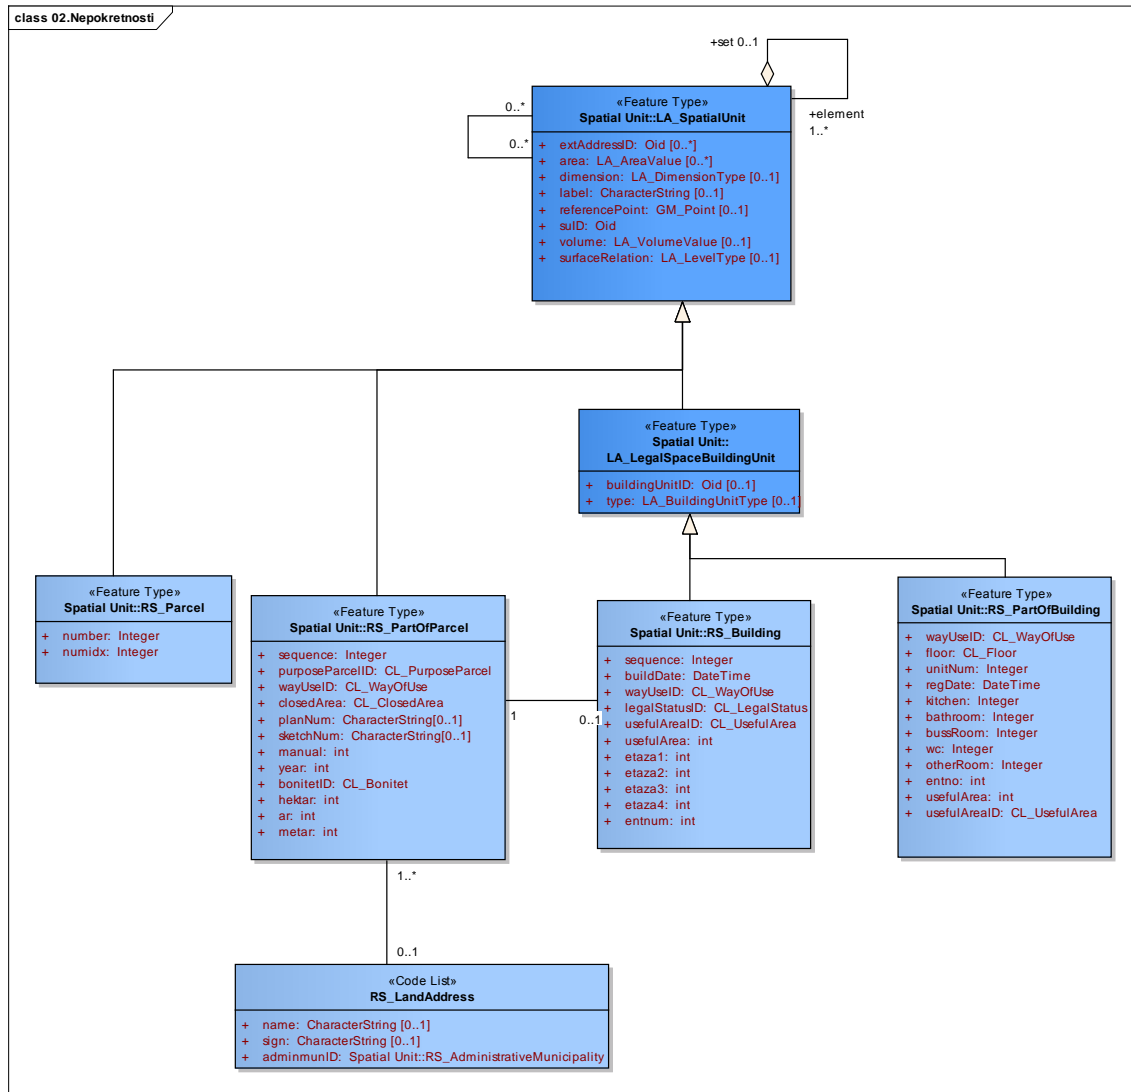 class 02.Nepokretnosti
+set 0..1
+element
1..*
0..*
0..*
«Feature Type»
Spatial Unit::LA_SpatialUnit
+ extAddressID: Oid [0..*]
+ area: LA_AreaValue [0..*]
+ dimension: LA_DimensionType [0..1]
+ label: CharacterString [0..1]
+ referencePoint: GM_Point [0..1]
+ suID: Oid
+ volume: LA_VolumeValue [0..1]
+ surfaceRelation: LA_LevelType [0..1]
«Feature Type»
Spatial Unit::
LA_LegalSpaceBuildingUnit
+ buildingUnitID: Oid [0..1]
+ type: LA_BuildingUnitType [0..1]
«Feature Type»
Spatial Unit::RS_Parcel
+ number: Integer
+ numidx: Integer
«Feature Type»
Spatial Unit::RS_PartOfParcel
+ sequence: Integer
+ purposeParcelID: CL_PurposeParcel
+ wayUseID: CL_WayOfUse
+ closedArea: CL_ClosedArea
+ planNum: CharacterString[0..1]
+ sketchNum: CharacterString[0..1]
+ manual: int
+ year: int
+ bonitetID: CL_Bonitet
+ hektar: int
+ ar: int
+ metar: int
1
0..1
«Feature Type»
Spatial Unit::RS_Building
+ sequence: Integer
+ buildDate: DateTime
+ wayUseID: CL_WayOfUse
+ legalStatusID: CL_LegalStatus
+ usefulAreaID: CL_UsefulArea
+ usefulArea: int
+ etaza1: int
+ etaza2: int
+ etaza3: int
+ etaza4: int
+ entnum: int
«Feature Type»
Spatial Unit::RS_PartOfBuilding
+ wayUseID: CL_WayOfUse
+ floor: CL_Floor
+ unitNum: Integer
+ regDate: DateTime
+ kitchen: Integer
+ bathroom: Integer
+ bussRoom: Integer
+ wc: Integer
+ otherRoom: Integer
+ entno: int
+ usefulArea: int
+ usefulAreaID: CL_UsefulArea
1..*
0..1
«Code List»
RS_LandAddress
+ name: CharacterString [0..1]
+ sign: CharacterString [0..1]
+ adminmunID: Spatial Unit::RS_AdministrativeMunicipality